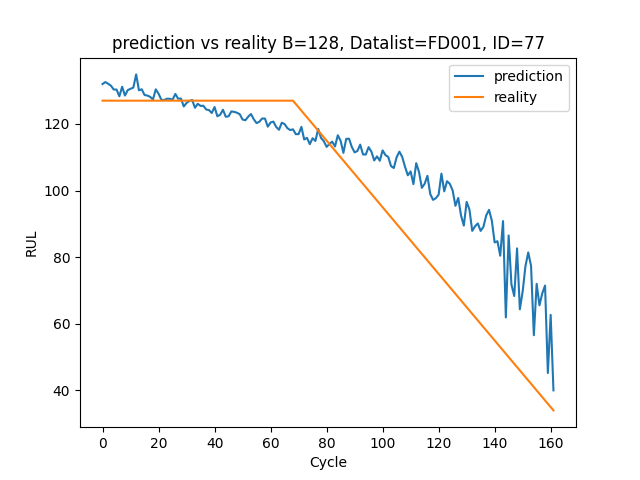 prediction vs reality B=128, Datalist=FD001, ID=77
prediction
reality
RUL
120
100
80
60
40
0 20 40 60 80 100 120 140 160
Cycle